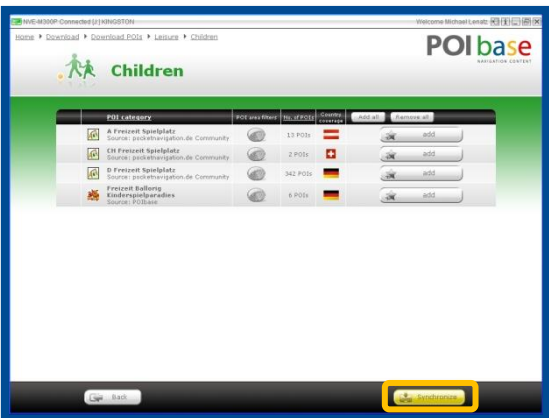 NVE-M300P Connected [J] KINGSTON
Welcome Michael Lenatz
Home Download Download POIs Leisure Children
POI base
NAVIGATION CONTENT
Children
POI category POI area filters No. of POIs Country coverage Add all Remove all
A Freizeit Spielplatz
Source: pocketnavigation.de Community
13 POIs
add
CH Freizeit Spielplatz
Source: pocketnavigation.de Community
2 POIs
add
D Freizeit Spielplatz
Source: pocketnavigation.de Community
342 POIs
add
Freizeit Ballorig
Kinderspielparadies
Source: POIbase
6 POIs
add
Back
Synchronize